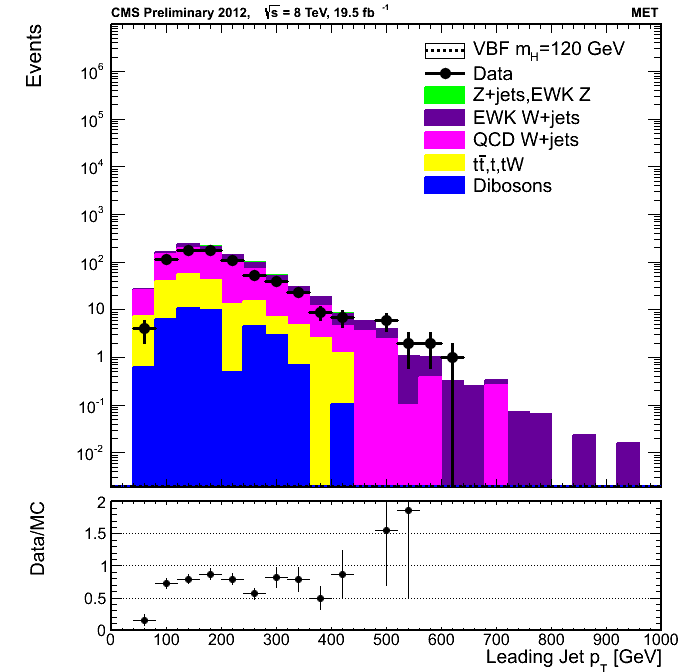 CMS Preliminary 2012, √s = 8 TeV, 19.5 fb⁻¹ MET
Events
VBF m_H=120 GeV
Data
Z+jets,EWK Z
EWK W+jets
QCD W+jets
tt̄,t,tW
Dibosons
10⁶
10⁵
10⁴
10³
10²
10
1
10⁻¹
10⁻²
Data/MC
2
1.5
1
0.5
0
0 100 200 300 400 500 600 700 800 900 1000
Leading Jet p_T [GeV]